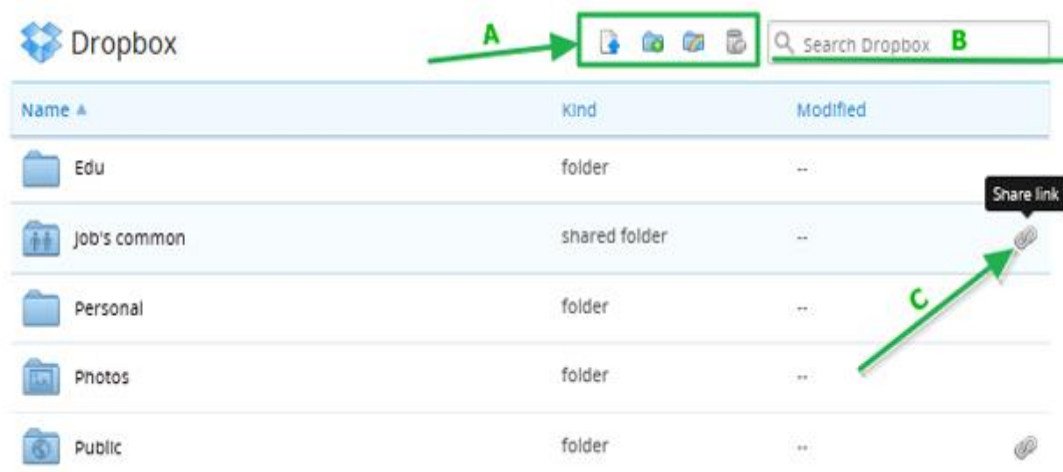 Dropbox A Search Dropbox B
Name Kind Modified
Edu folder --
Share link
Job's common shared folder --
Personal folder --
C
Photos folder --
Public folder --